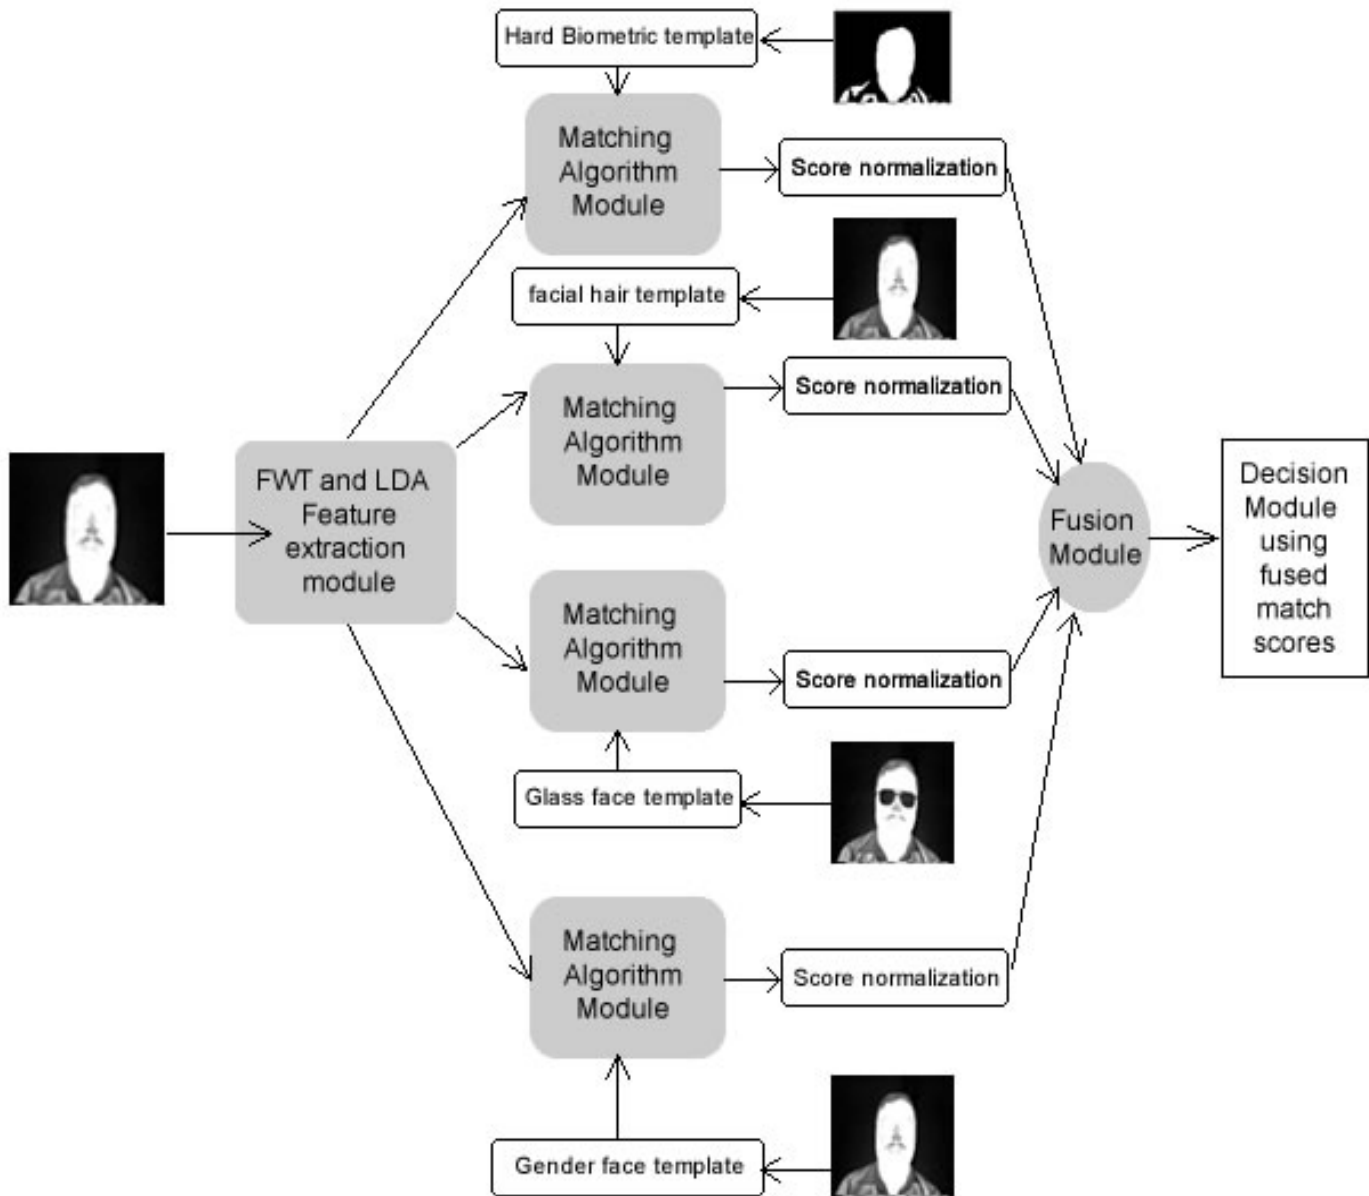 Hard Biometric template
Matching
Algorithm
Module
Score normalization
facial hair template
Matching
Algorithm
Module
Score normalization
FWT and LDA
Feature
extraction
module
Fusion
Module
Decision
Module
using
fused
match
scores
Matching
Algorithm
Module
Score normalization
Glass face template
Matching
Algorithm
Module
Score normalization
Gender face template